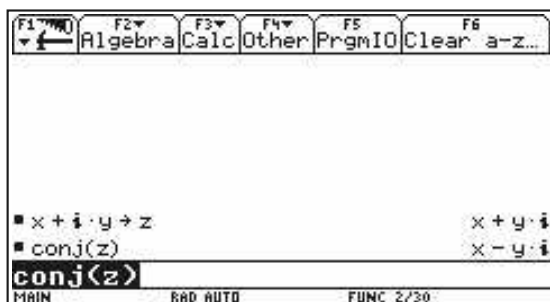 F1 F2 F3 F4 F5 F6
Algebra Calc Other PrgmIO Clear a-z…
x + i · y → z x + y · i
conj(z) x − y · i
conj(z)
MAIN RAD AUTO FUNC 2/30